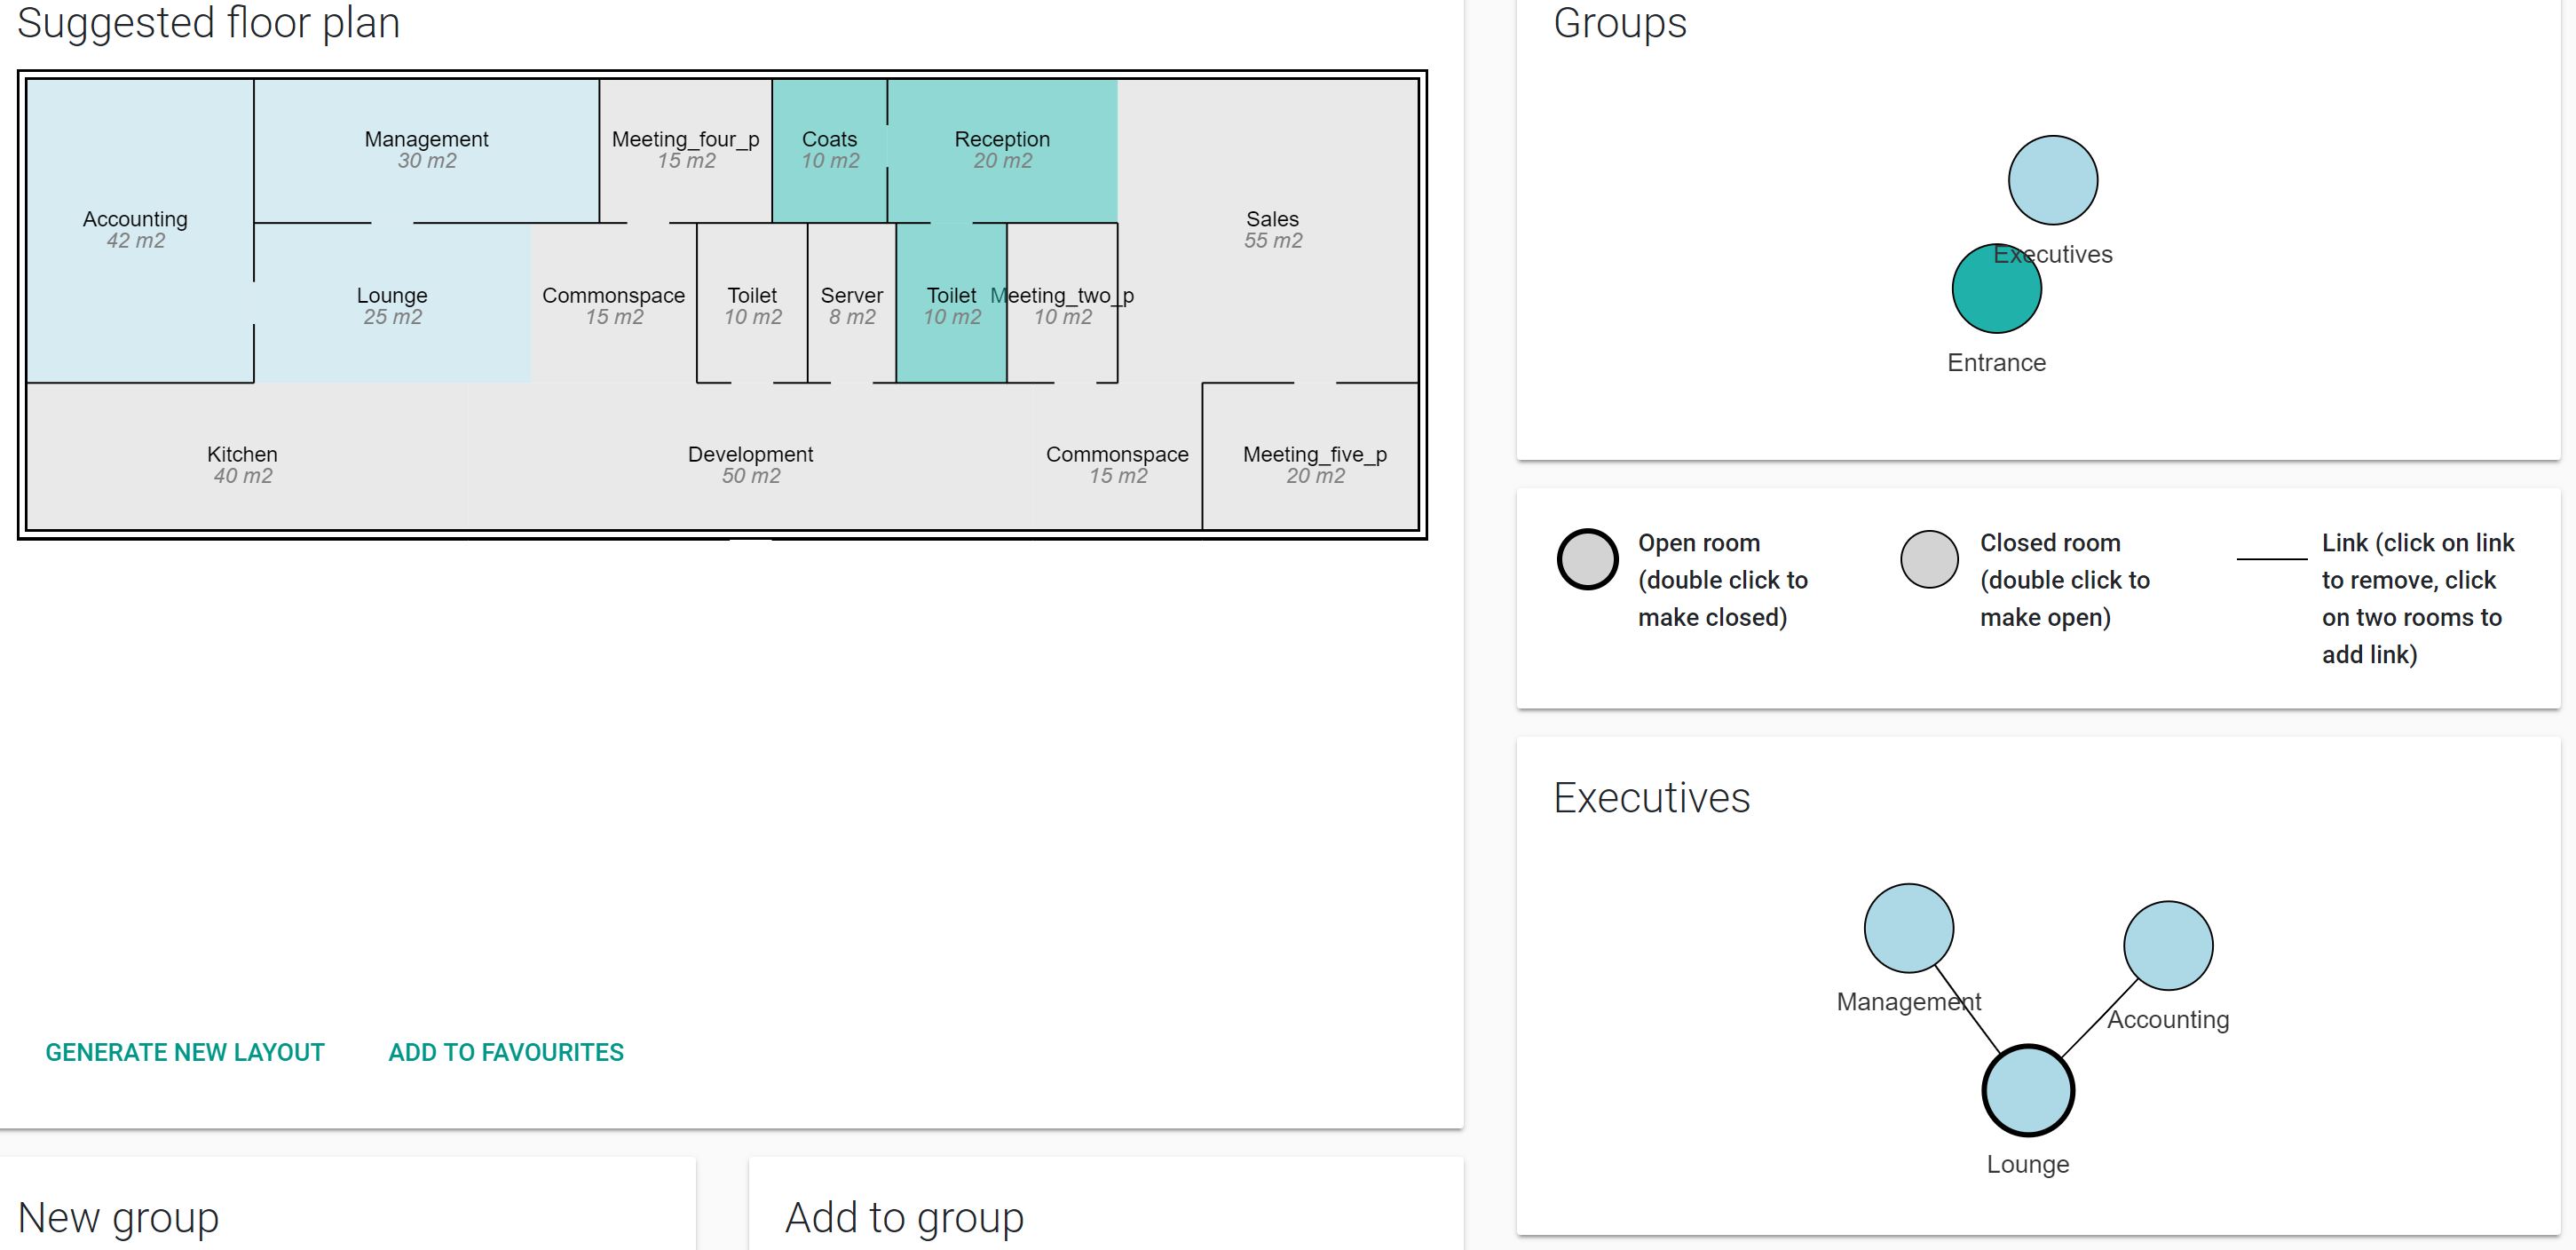 Suggested floor plan
Accounting
42 m2
Management
30 m2
Meeting_four_p
15 m2
Coats
10 m2
Reception
20 m2
Sales
55 m2
Lounge
25 m2
Commonspace
15 m2
Toilet
10 m2
Server
8 m2
Toilet
10 m2
Meeting_two_p
10 m2
Kitchen
40 m2
Development
50 m2
Commonspace
15 m2
Meeting_five_p
20 m2
GENERATE NEW LAYOUT
ADD TO FAVOURITES
New group
Add to group
Groups
Executives
Entrance
Open room
(double click to
make closed)
Closed room
(double click to
make open)
Link (click on link
to remove, click
on two rooms to
add link)
Executives
Management
Accounting
Lounge